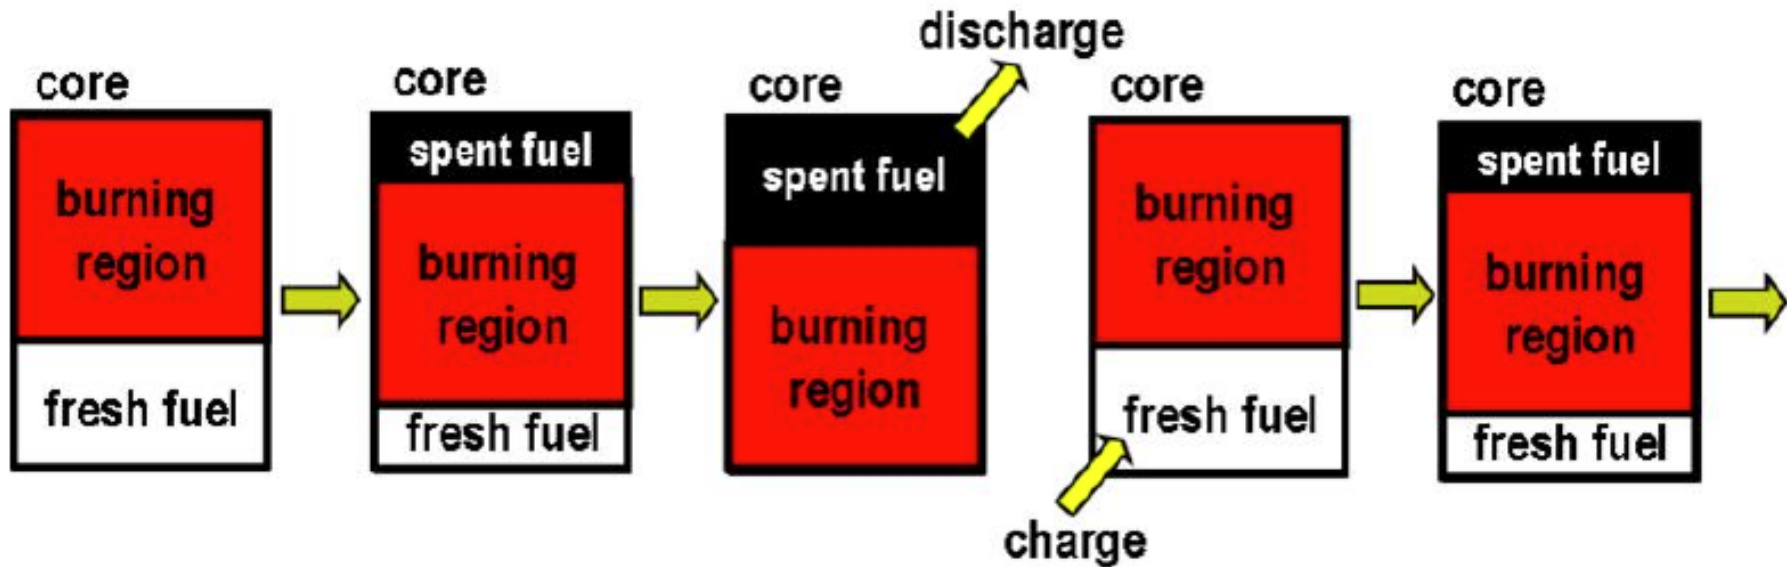 core
burning
region
fresh fuel
core
spent fuel
burning
region
fresh fuel
core
discharge
spent fuel
burning
region
core
burning
region
fresh fuel
charge
core
spent fuel
burning
region
fresh fuel